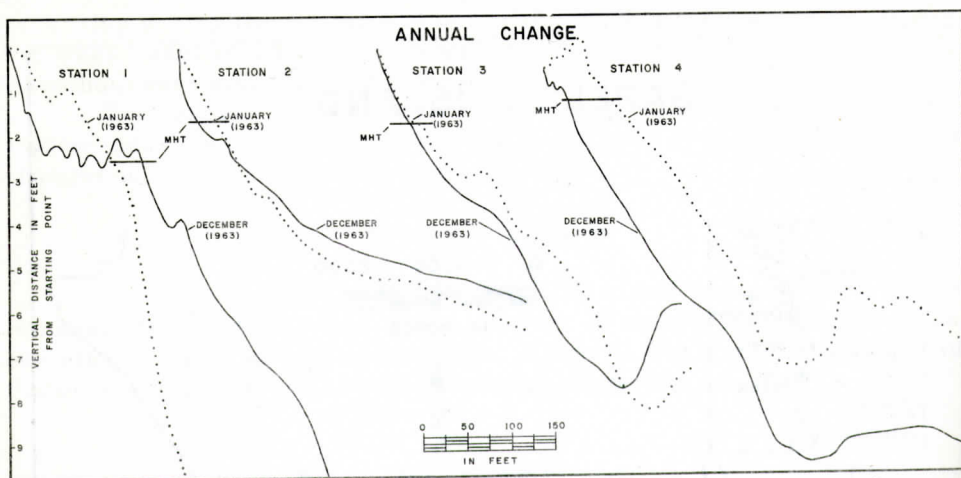 ANNUAL CHANGE
STATION 1
STATION 2
STATION 3
STATION 4
JANUARY
(1963)
MHT
JANUARY
(1963)
MHT
JANUARY
(1963)
MHT
JANUARY
(1963)
DECEMBER
(1963)
DECEMBER
(1963)
DECEMBER
(1963)
DECEMBER
(1963)
VERTICAL DISTANCE IN FEET
FROM STARTING POINT
-1
-2
-3
-4
-5
-6
-7
-8
-9
0 50 100 150
IN FEET